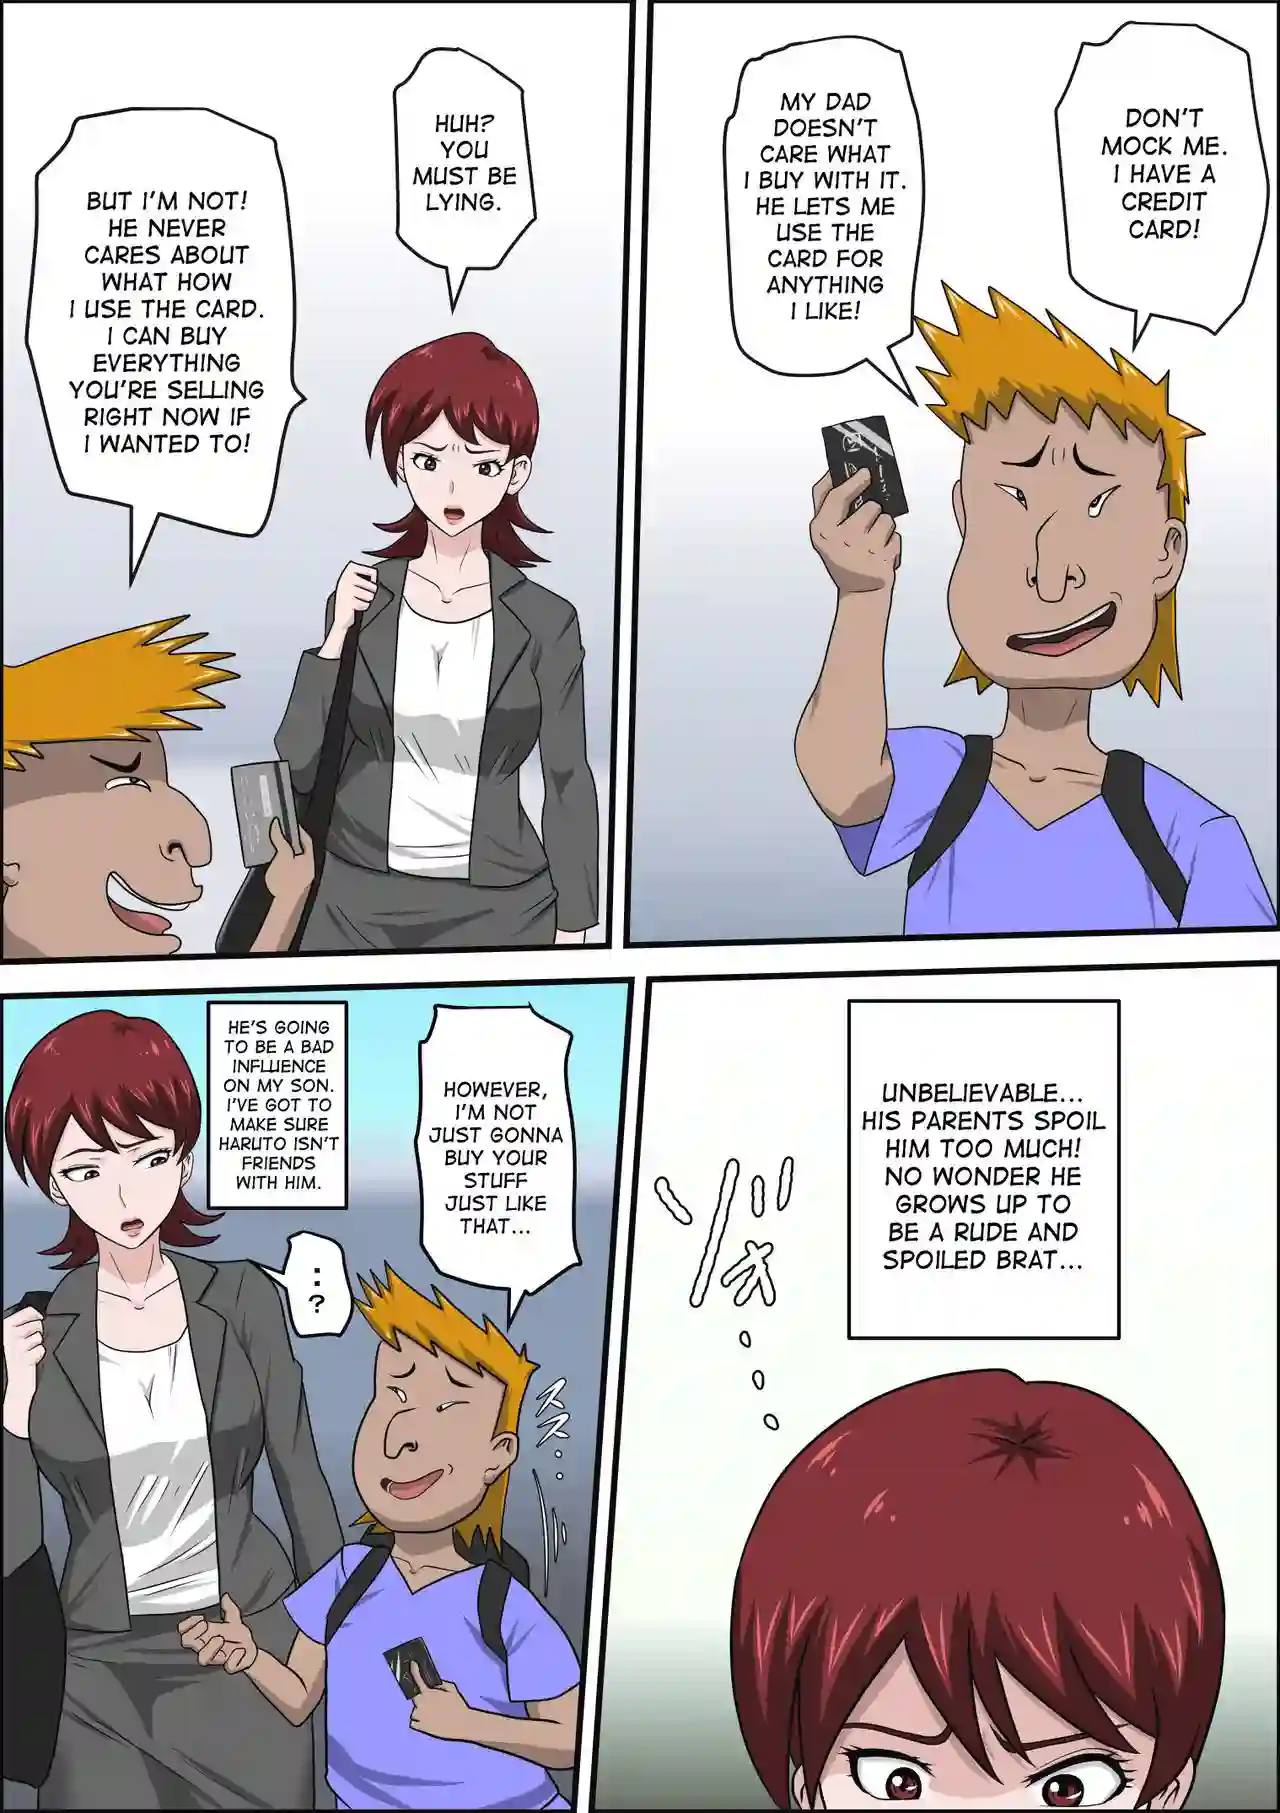 DON'T
MOCK ME.
I HAVE A
CREDIT
CARD!
MY DAD
DOESN'T
CARE WHAT
I BUY WITH IT.
HE LETS ME
USE THE
CARD FOR
ANYTHING
I LIKE!
HUH?
YOU
MUST BE
LYING.
BUT I'M NOT!
HE NEVER
CARES ABOUT
WHAT HOW
I USE THE CARD.
I CAN BUY
EVERYTHING
YOU'RE SELLING
RIGHT NOW IF
I WANTED TO!
UNBELIEVABLE...
HIS PARENTS SPOIL
HIM TOO MUCH!
NO WONDER HE
GROWS UP TO
BE A RUDE AND
SPOILED BRAT...
HOWEVER,
I'M NOT
JUST GONNA
BUY YOUR
STUFF
JUST LIKE
THAT...
HE'S GOING
TO BE A BAD
INFLUENCE
ON MY SON.
I'VE GOT TO
MAKE SURE
HARUTO ISN'T
FRIENDS
WITH HIM.
..?
スス...